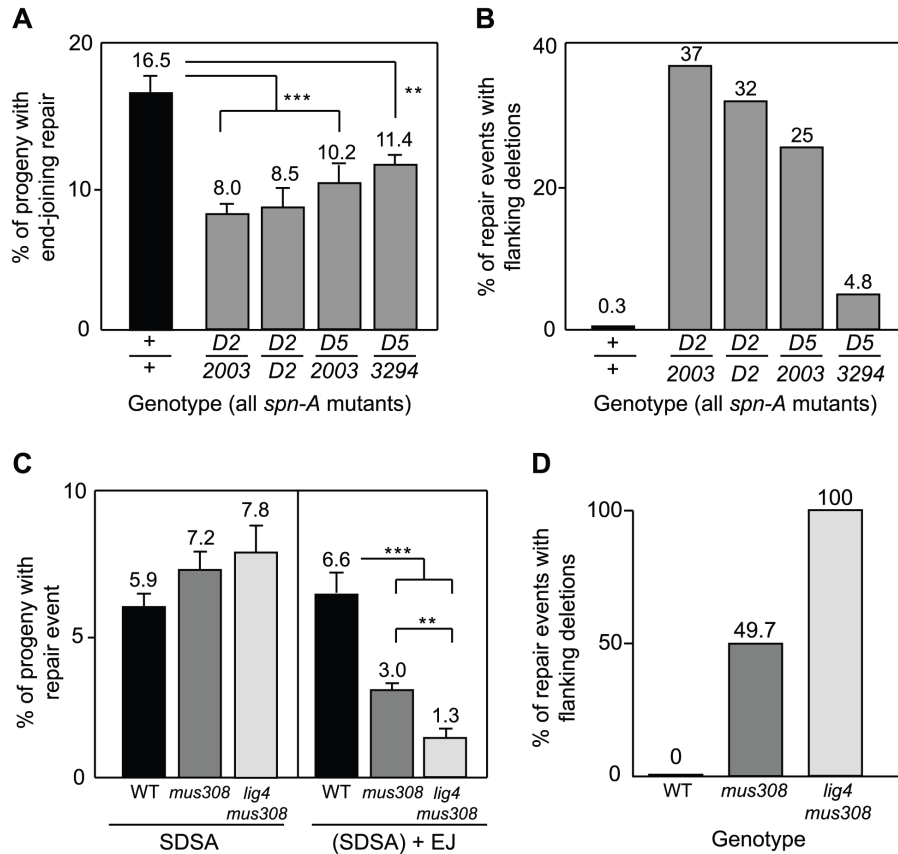 A
% of progeny with
end-joining repair
20
10
0
16.5
***
**
8.0
8.5
10.2
11.4
+ D2 D2 D5 D5
+ 2003 D2 2003 3294
Genotype (all spn-A mutants)
B
% of repair events with
flanking deletions
40
20
0
0.3
37
32
25
4.8
+ D2 D2 D5 D5
+ 2003 D2 2003 3294
Genotype (all spn-A mutants)
C
% of progeny with
repair event
10
5
0
5.9
7.2
7.8
6.6
***
**
3.0
1.3
WT mus308 lig4 WT mus308 lig4
mus308 mus308
SDSA (SDSA) + EJ
D
% of repair events with
flanking deletions
100
50
0
0
49.7
100
WT mus308 lig4
mus308
Genotype